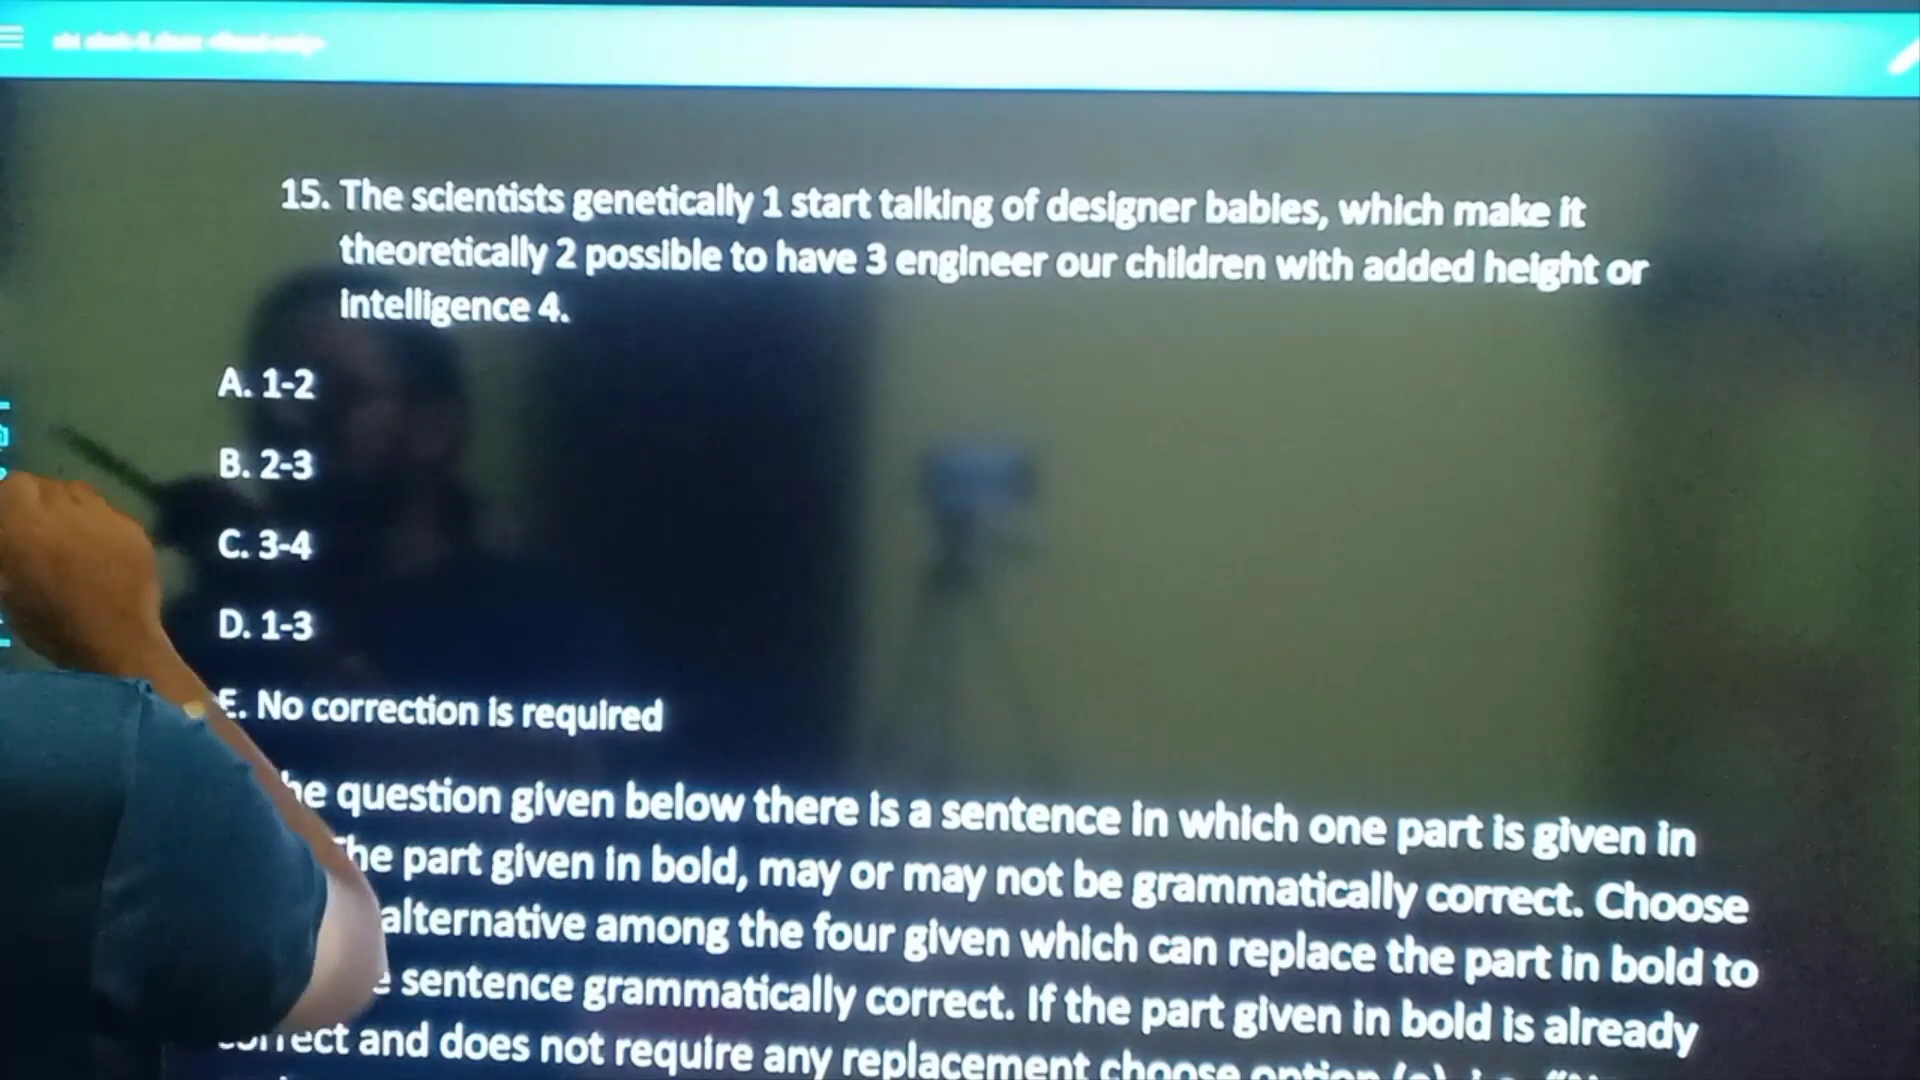 15. The scientists genetically 1 start talking of designer babies, which make it
theoretically 2 possible to have 3 engineer our children with added height or
intelligence 4.
A. 1-2
B. 2-3
C. 3-4
D. 1-3
E. No correction is required
question given below there is a sentence in which one part is given in
The part given in bold, may or may not be grammatically correct. Choose
alternative among the four given which can replace the part in bold to
sentence grammatically correct. If the part given in bold is already
correct and does not require any replacement choose option